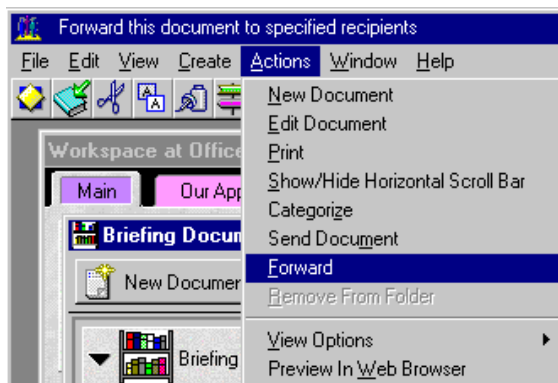 Forward this document to specified recipients
File Edit View Create Actions Window Help
New Document
Edit Document
Print
Show/Hide Horizontal Scroll Bar
Categorize
Send Document
Forward
Remove From Folder
View Options
Preview In Web Browser
Workspace at Office
Main Our App
Briefing Docum
New Documen
Briefing